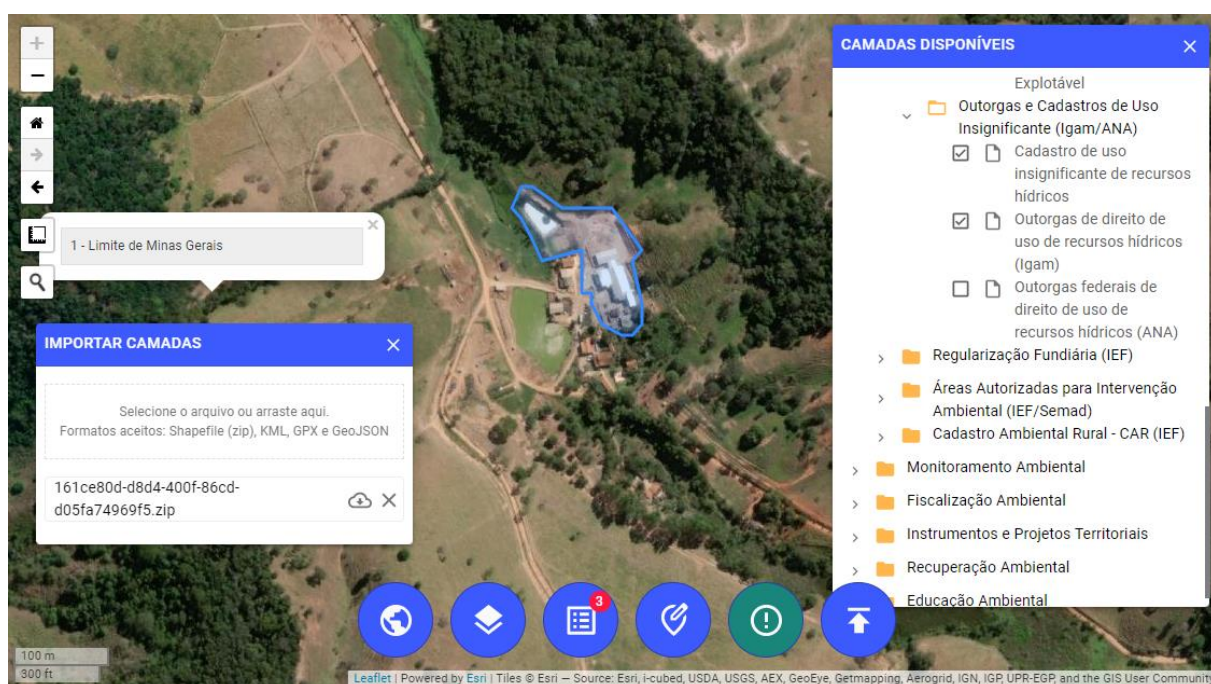 +
−
1 - Limite de Minas Gerais
×
IMPORTAR CAMADAS
Selecione o arquivo ou arraste aqui.
Formatos aceitos: Shapefile (zip), KML, GPX e GeoJSON
161ce80d-d8d4-400f-86cd-
d05fa74969f5.zip
CAMADAS DISPONÍVEIS
Explotável
Outorgas e Cadastros de Uso
Insignificante (Igam/ANA)
Cadastro de uso
insignificante de recursos
hídricos
Outorgas de direito de
uso de recursos hídricos
(Igam)
Outorgas federais de
direito de uso de
recursos hídricos (ANA)
Regularização Fundiária (IEF)
Áreas Autorizadas para Intervenção
Ambiental (IEF/Semad)
Cadastro Ambiental Rural - CAR (IEF)
Monitoramento Ambiental
Fiscalização Ambiental
Instrumentos e Projetos Territoriais
Recuperação Ambiental
Educação Ambiental
3
100 m
300 ft
Leaflet | Powered by Esri | Tiles © Esri — Source: Esri, i-cubed, USDA, USGS, AEX, GeoEye, Getmapping, Aerogrid, IGN, IGP, UPR-EGP, and the GIS User Communit